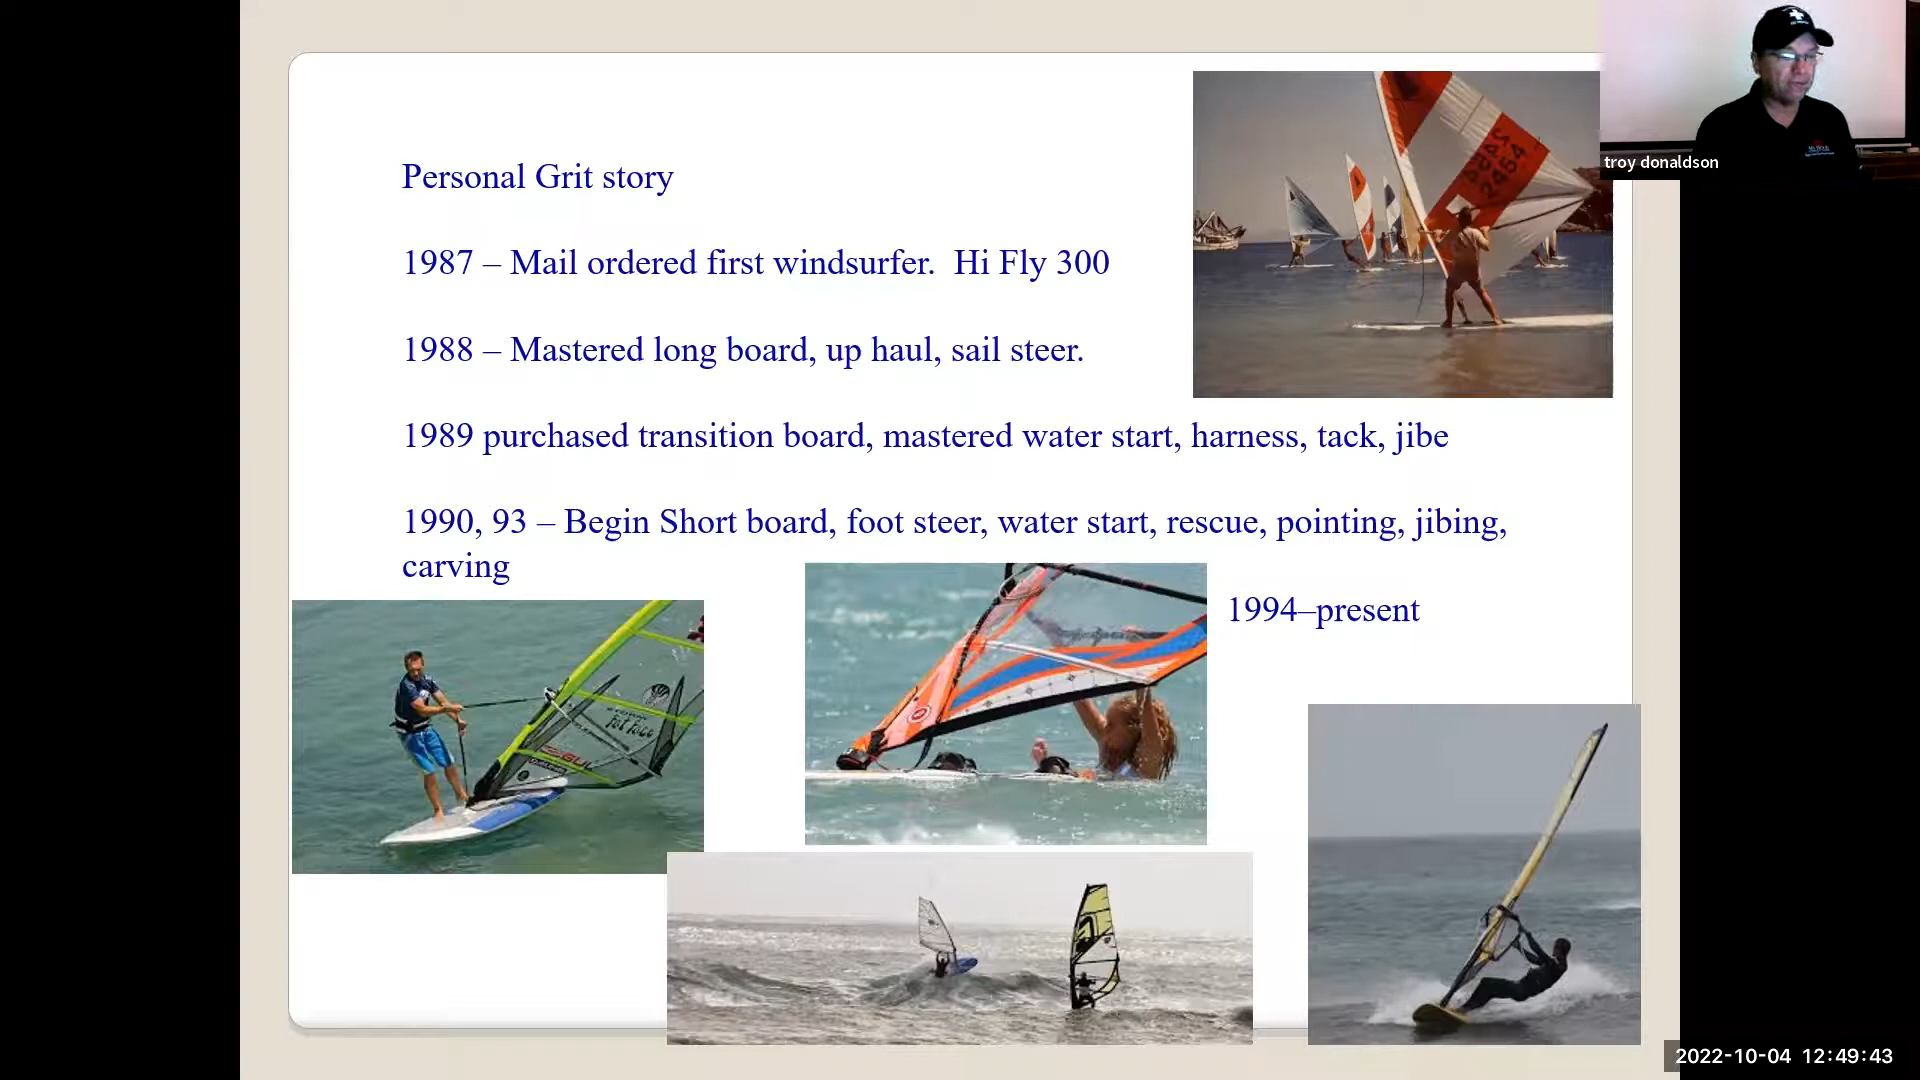 Personal Grit story
1987 – Mail ordered first windsurfer.  Hi Fly 300
1988 – Mastered long board, up haul, sail steer.
1989 purchased transition board, mastered water start, harness, tack, jibe
1990, 93 – Begin Short board, foot steer, water start, rescue, pointing, jibing,
carving
1994–present
troy donaldson
2454
2022-10-04 12:49:43